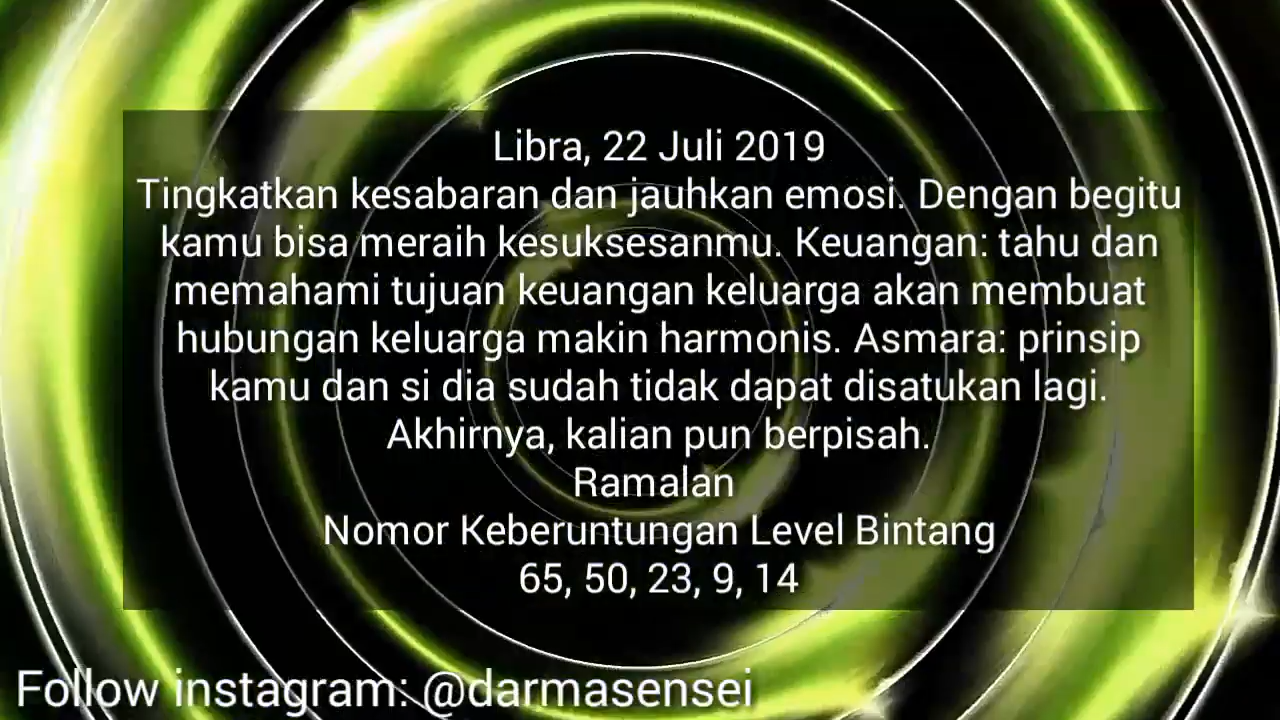 Libra, 22 Juli 2019
Tingkatkan kesabaran dan jauhkan emosi. Dengan begitu
kamu bisa meraih kesuksesanmu. Keuangan: tahu dan
memahami tujuan keuangan keluarga akan membuat
hubungan keluarga makin harmonis. Asmara: prinsip
kamu dan si dia sudah tidak dapat disatukan lagi.
Akhirnya, kalian pun berpisah.
Ramalan
Nomor Keberuntungan Level Bintang
65, 50, 23, 9, 14
Follow instagram: @darmasensei